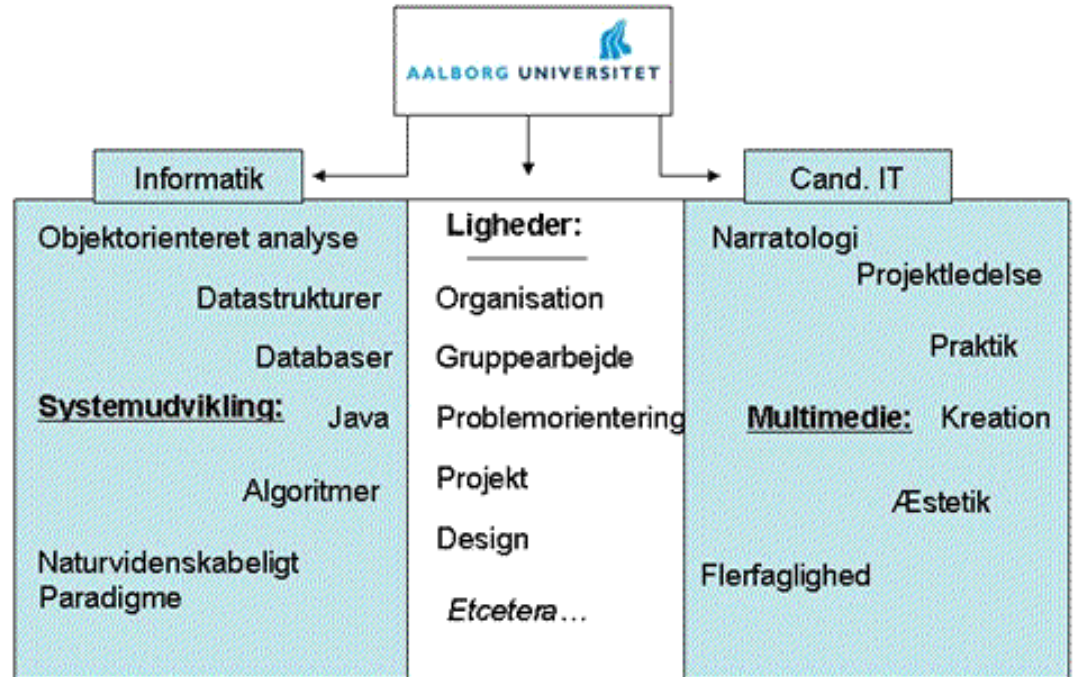 AALBORG UNIVERSITET
Informatik
Objektorienteret analyse
Datastrukturer
Databaser
Systemudvikling: Java
Algoritmer
Naturvidenskabeligt
Paradigme
Ligheder:
Organisation
Gruppearbejde
Problemorientering
Projekt
Design
Etcetera…
Cand. IT
Narratologi
Projektledelse
Praktik
Multimedie: Kreation
Æstetik
Flerfaglighed